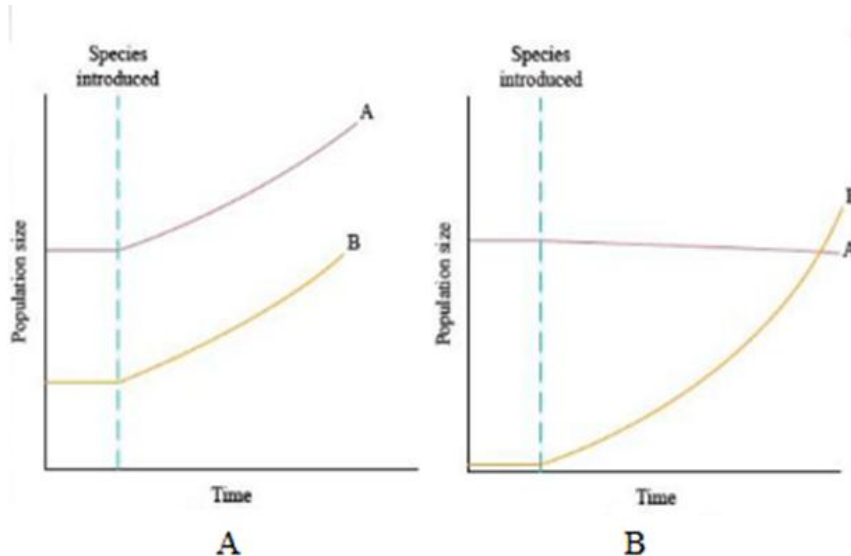 Species
introduced
A
B
Population size
Time
A
Species
introduced
A
Population size
Time
B